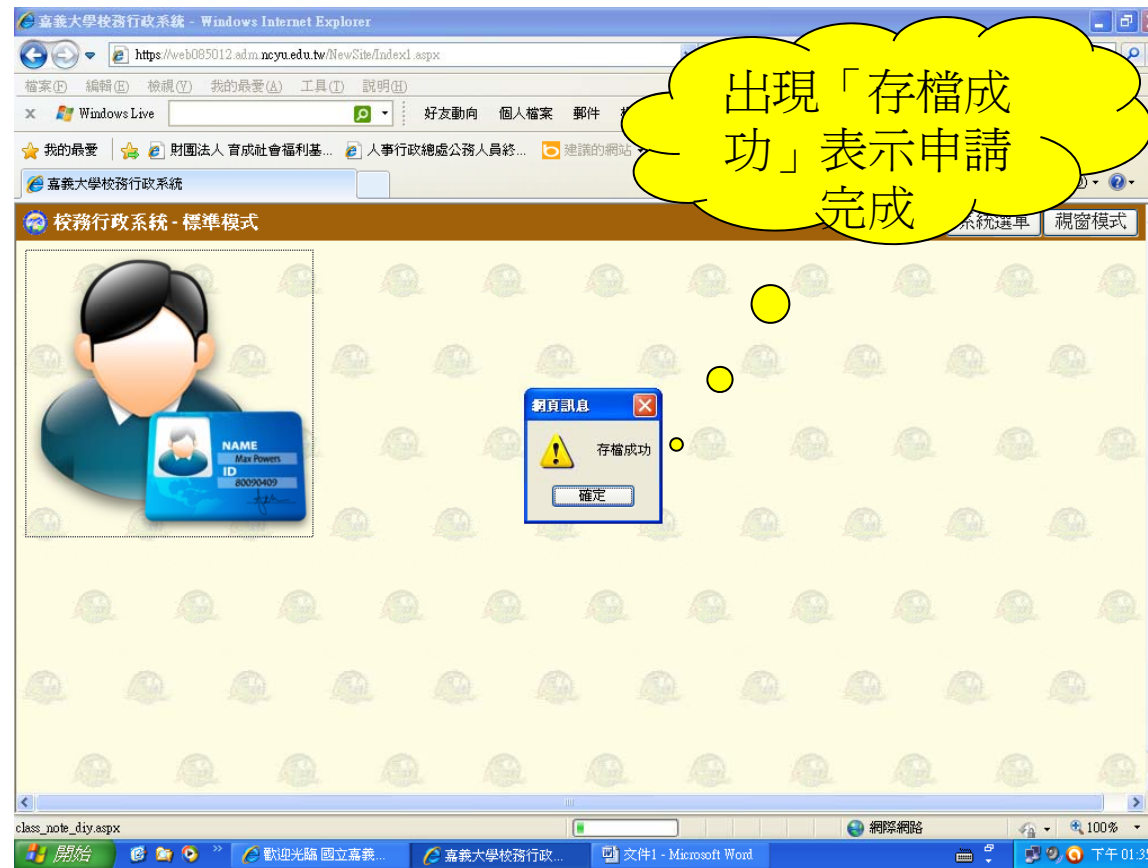 嘉義大學校務行政系統 - Windows Internet Explorer
https://web085012.adm.ncyu.edu.tw/NewSite/Index1.aspx
檔案(F) 編輯(E) 檢視(V) 我的最愛(A) 工具(T) 說明(H)
x Windows Live 好友動向 個人檔案 郵件
我的最愛 財團法人 育成社會福利基... 人事行政總處公務人員終... 建議的網站
嘉義大學校務行政系統
出現「存檔成
功」表示申請
完成
校務行政系統 - 標準模式 系統選單 視窗模式
NAME
Max Powers
ID
80090409
網頁訊息
存檔成功
確定
class_note_diy.aspx 網際網路 100%
開始 歡迎光臨 國立嘉義... 嘉義大學校務行政... 文件1 - Microsoft Word 下午 01:3